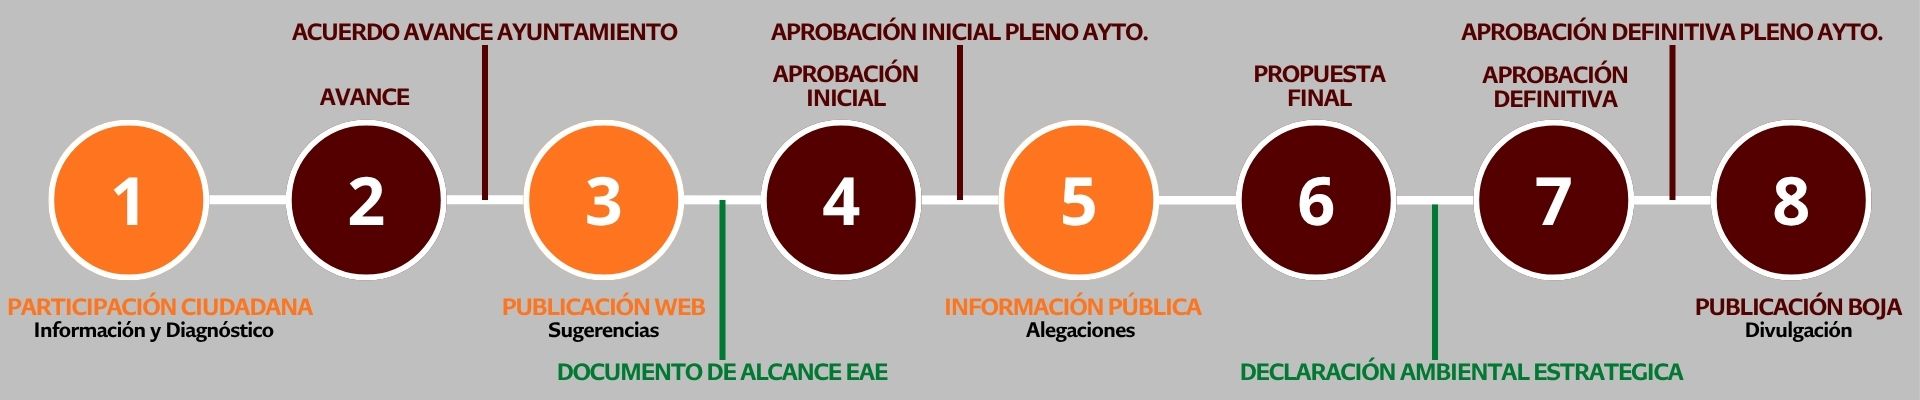 ACUERDO AVANCE AYUNTAMIENTO
APROBACIÓN INICIAL PLENO AYTO.
APROBACIÓN DEFINITIVA PLENO AYTO.
AVANCE
APROBACIÓN
INICIAL
PROPUESTA
FINAL
APROBACIÓN
DEFINITIVA
1
2
3
4
5
6
7
8
PARTICIPACIÓN CIUDADANA
Información y Diagnóstico
PUBLICACIÓN WEB
Sugerencias
INFORMACIÓN PÚBLICA
Alegaciones
PUBLICACIÓN BOJA
Divulgación
DOCUMENTO DE ALCANCE EAE
DECLARACIÓN AMBIENTAL ESTRATEGICA